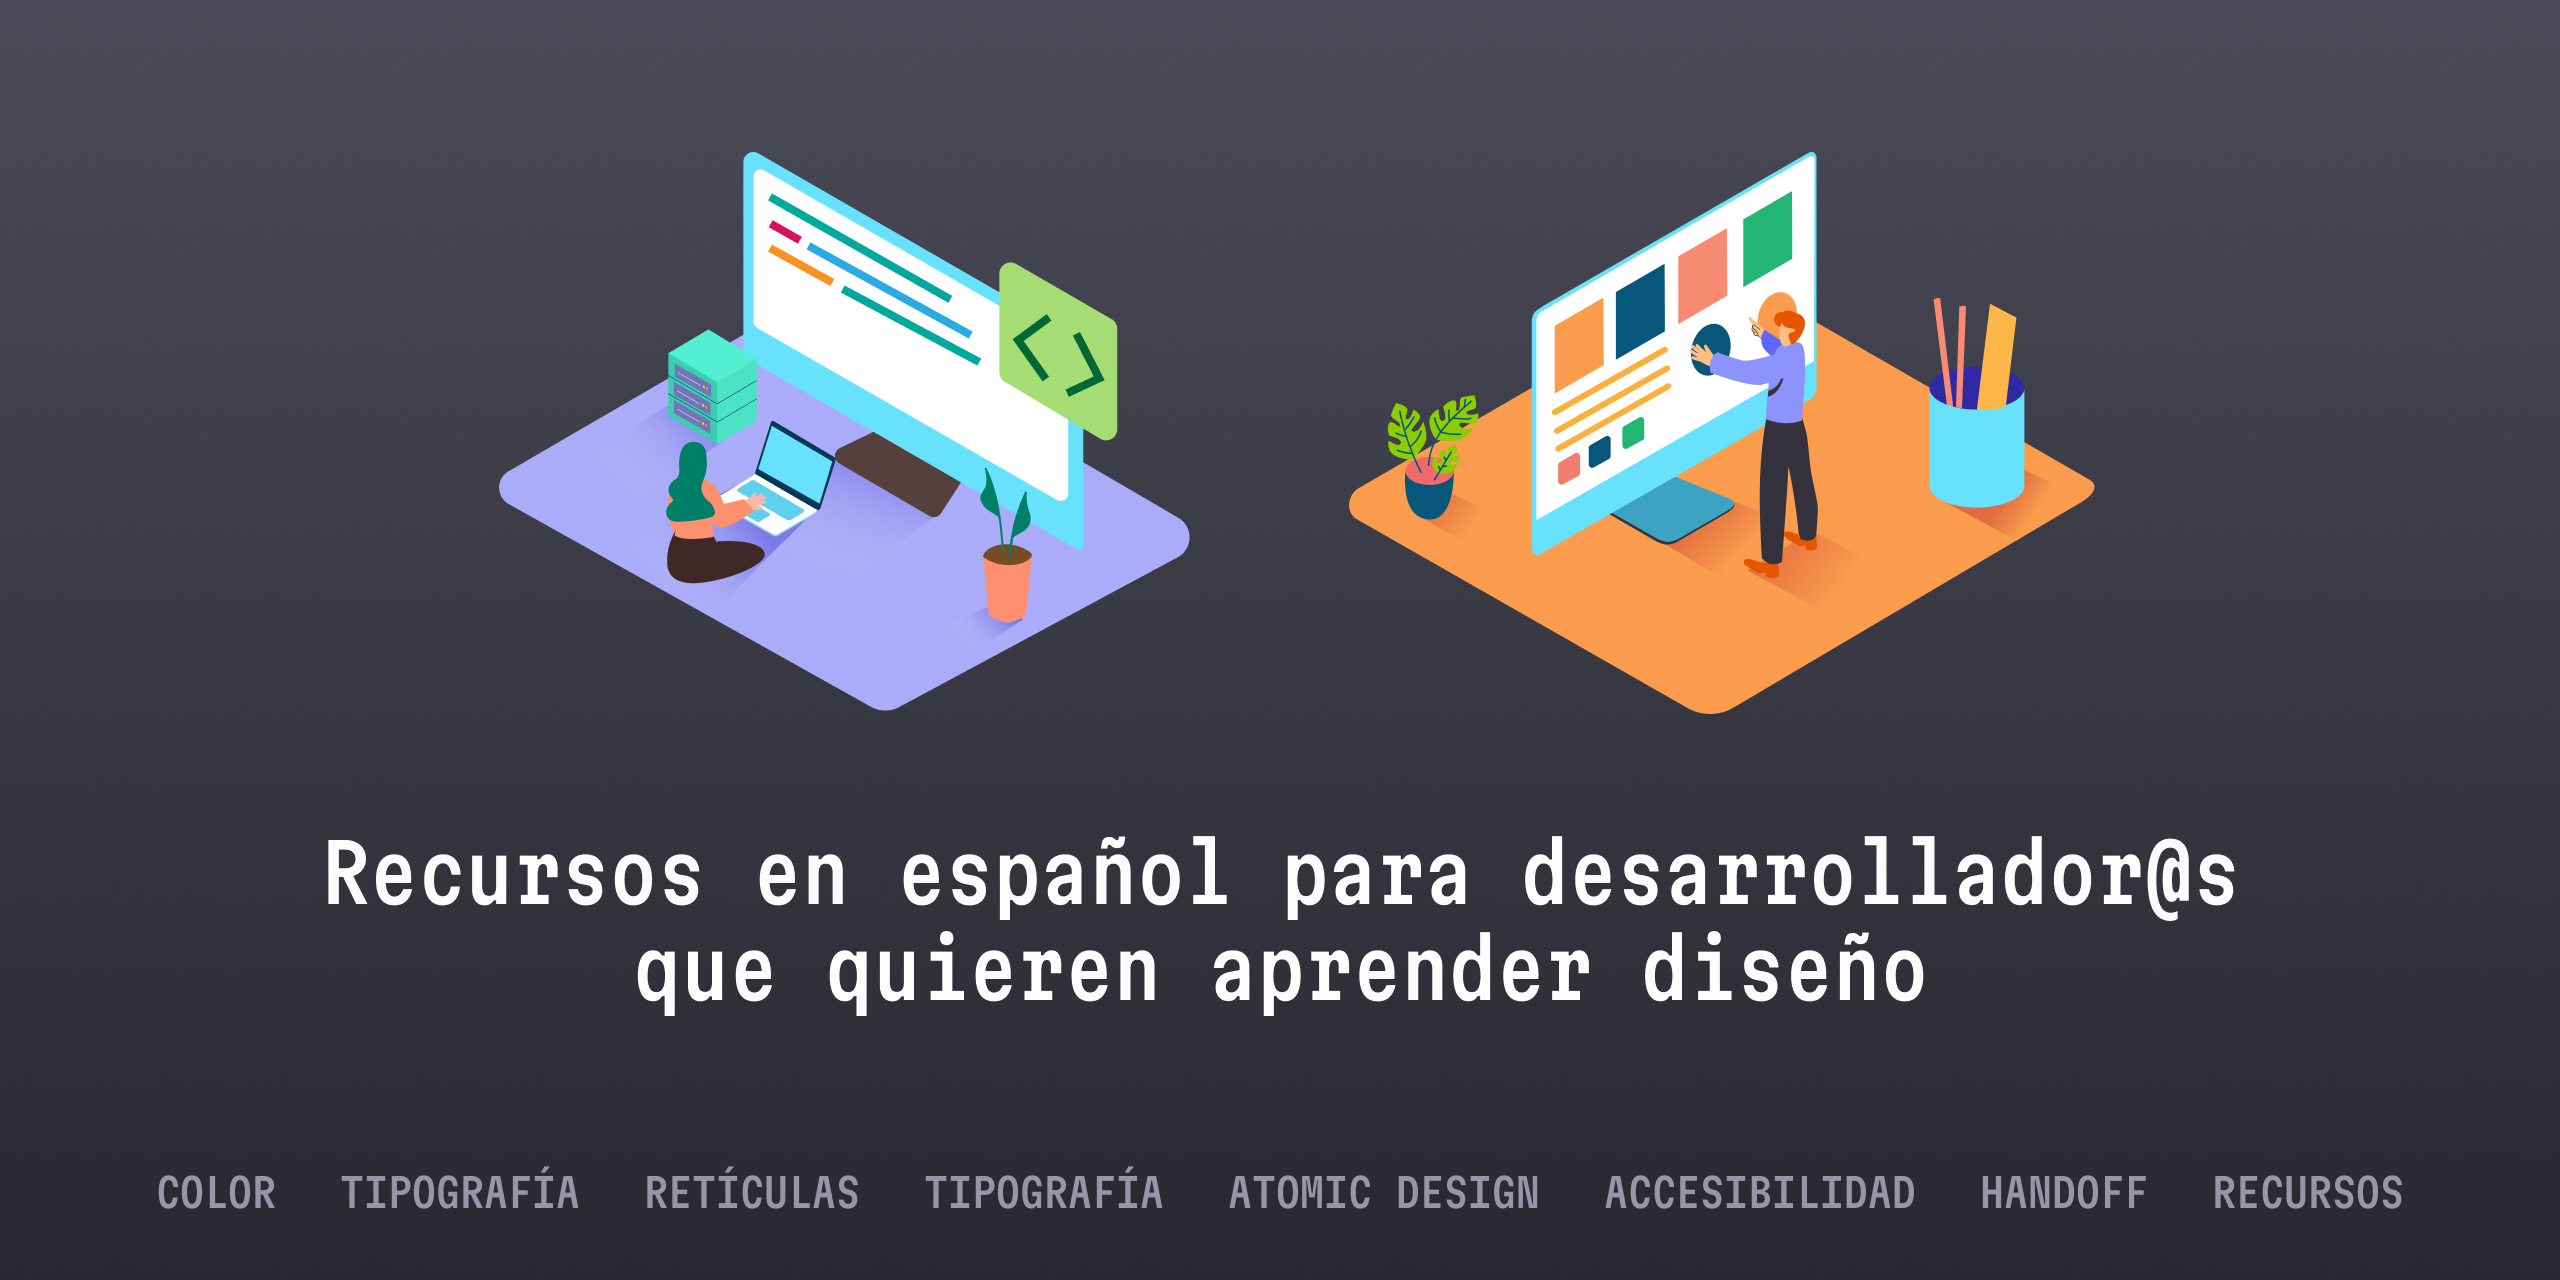 Recursos en español para desarrollador@s
que quieren aprender diseño
COLOR TIPOGRAFÍA RETÍCULAS TIPOGRAFÍA ATOMIC DESIGN ACCESIBILIDAD HANDOFF RECURSOS